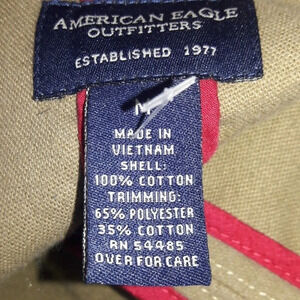 AMERICAN EAGLE
OUTFITTERS
ESTABLISHED 1977
M
MADE IN
VIETNAM
SHELL:
100% COTTON
TRIMMING:
65% POLYESTER
35% COTTON
RN 54485
OVER FOR CARE